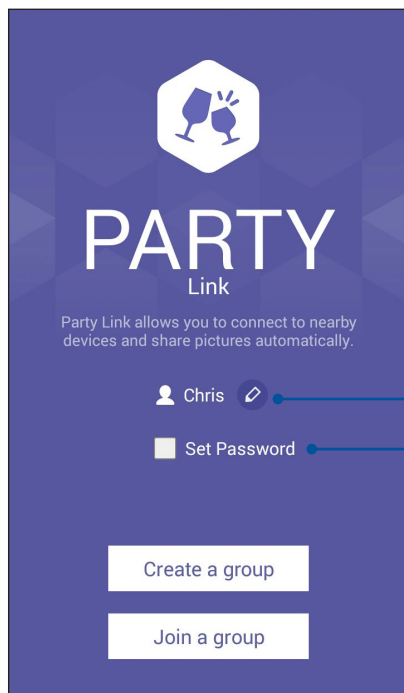 PARTY
Link
Party Link allows you to connect to nearby
devices and share pictures automatically.
Chris
Set Password
Create a group
Join a group